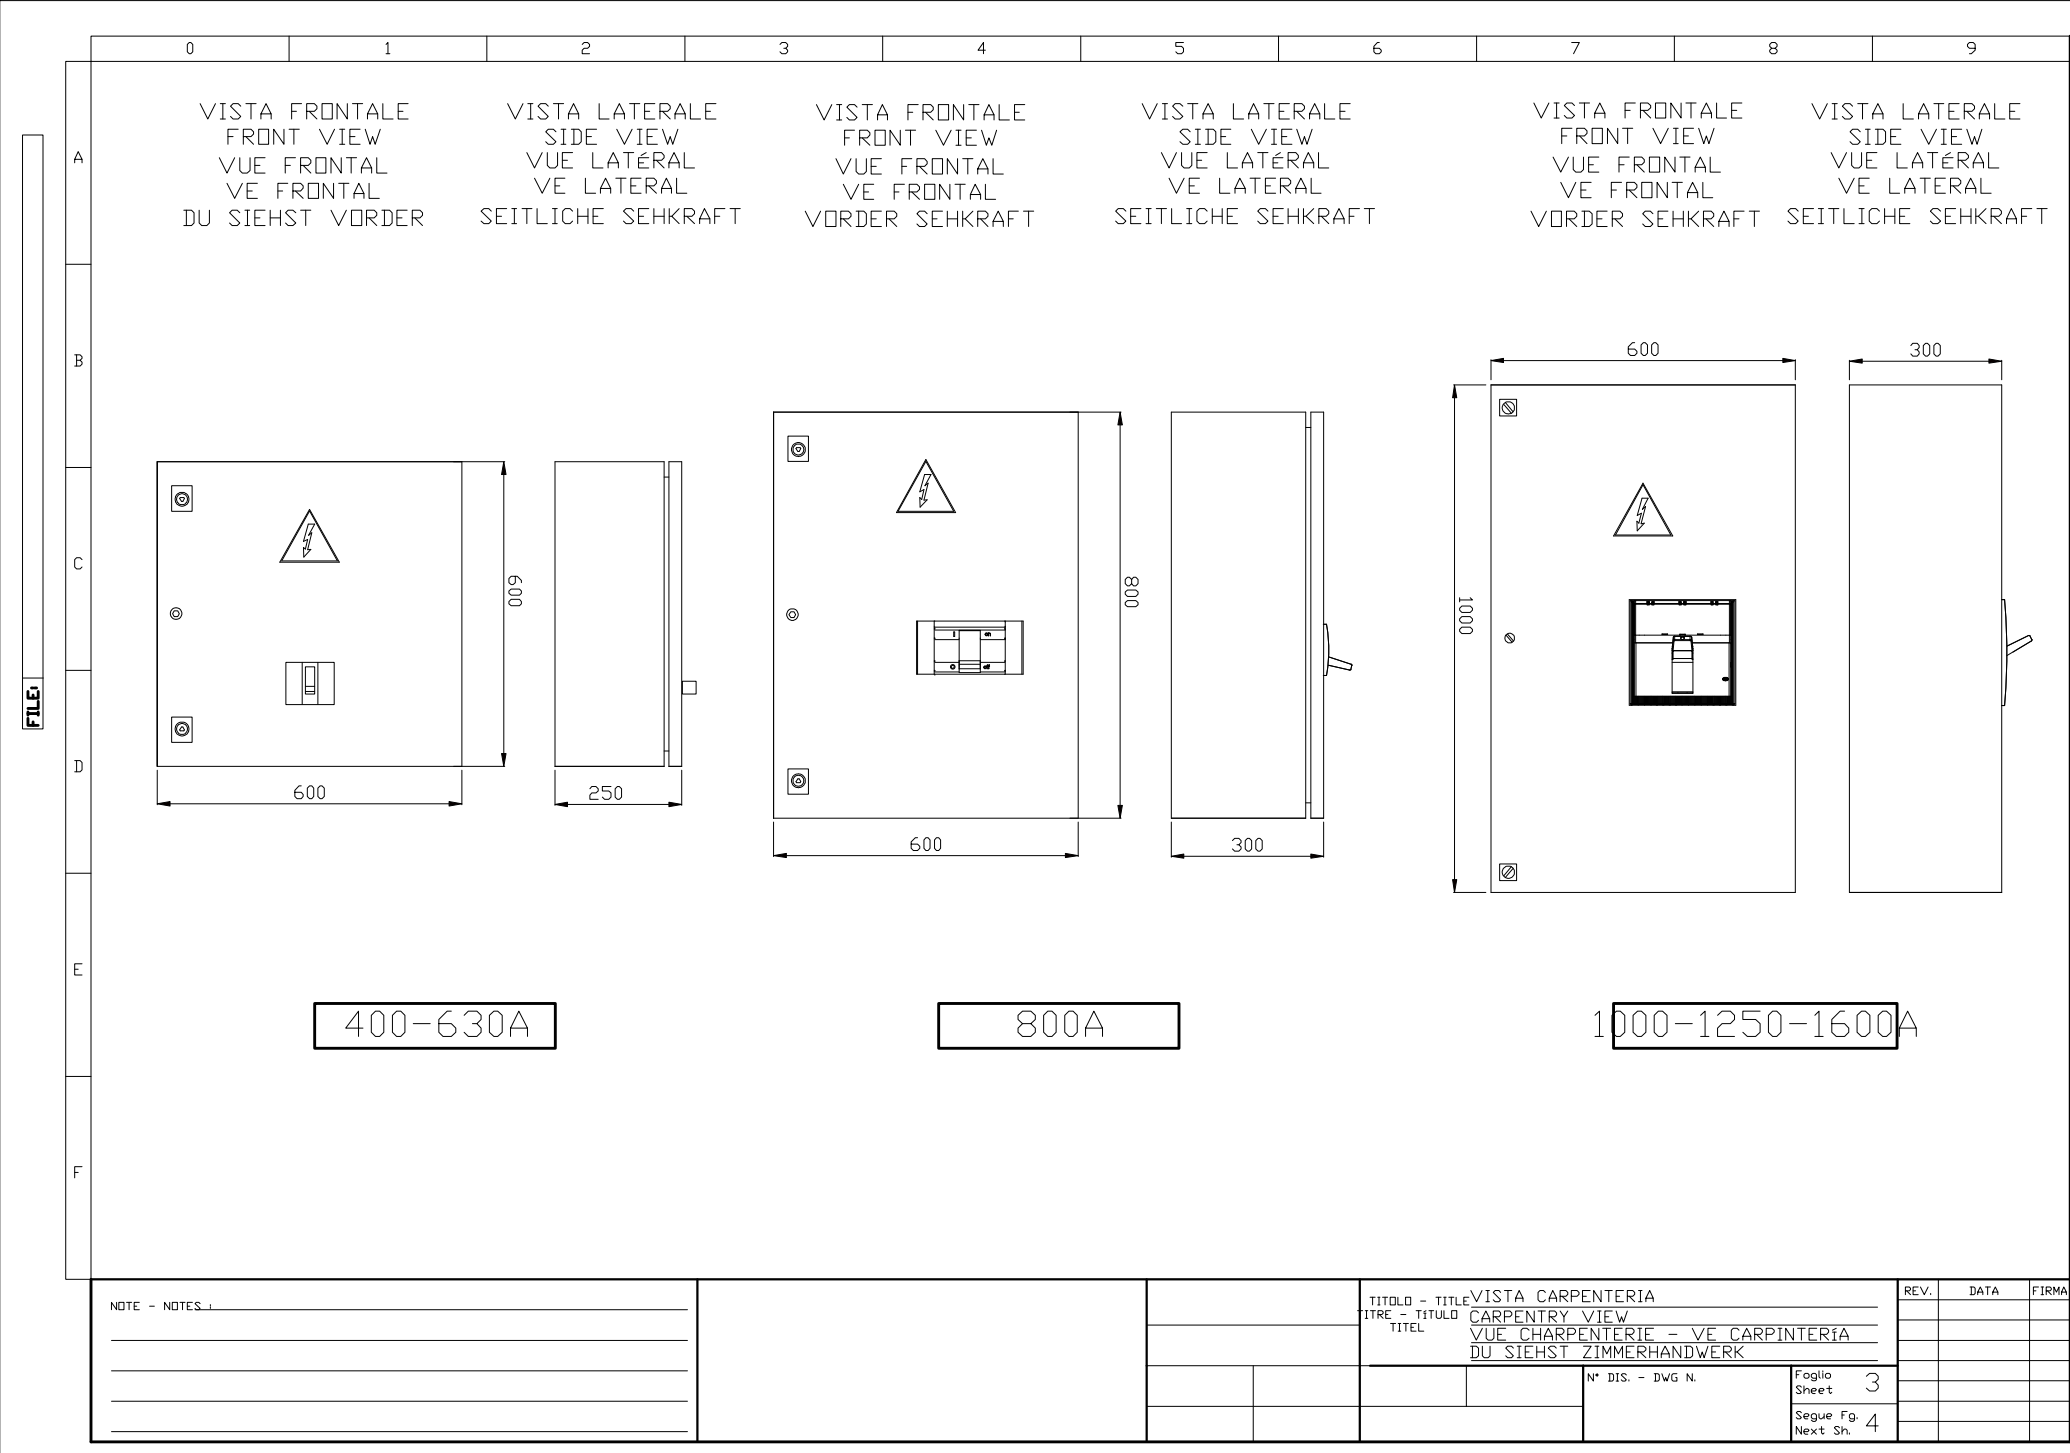 0 1 2 3 4 5 6 7 8 9
A
B
C
D
E
F
FILE:
VISTA FRONTALE
FRONT VIEW
VUE FRONTAL
VE FRONTAL
DU SIEHST VORDER
VISTA LATERALE
SIDE VIEW
VUE LATÉRAL
VE LATERAL
SEITLICHE SEHKRAFT
VISTA FRONTALE
FRONT VIEW
VUE FRONTAL
VE FRONTAL
VORDER SEHKRAFT
VISTA LATERALE
SIDE VIEW
VUE LATÉRAL
VE LATERAL
SEITLICHE SEHKRAFT
VISTA FRONTALE
FRONT VIEW
VUE FRONTAL
VE FRONTAL
VORDER SEHKRAFT
VISTA LATERALE
SIDE VIEW
VUE LATÉRAL
VE LATERAL
SEITLICHE SEHKRAFT
600
600
250
800
I on
O off
600
300
600
1000
300
400-630A
800A
1000-1250-1600A
NOTE - NOTES :
TITOLO - TITLE
TITRE - TíTULO
TITEL
VISTA CARPENTERIA
CARPENTRY VIEW
VUE CHARPENTERIE - VE CARPINTERíA
DU SIEHST ZIMMERHANDWERK
N° DIS. - DWG N.
Foglio
Sheet 3
Segue Fg.
Next Sh. 4
REV. DATA FIRMA